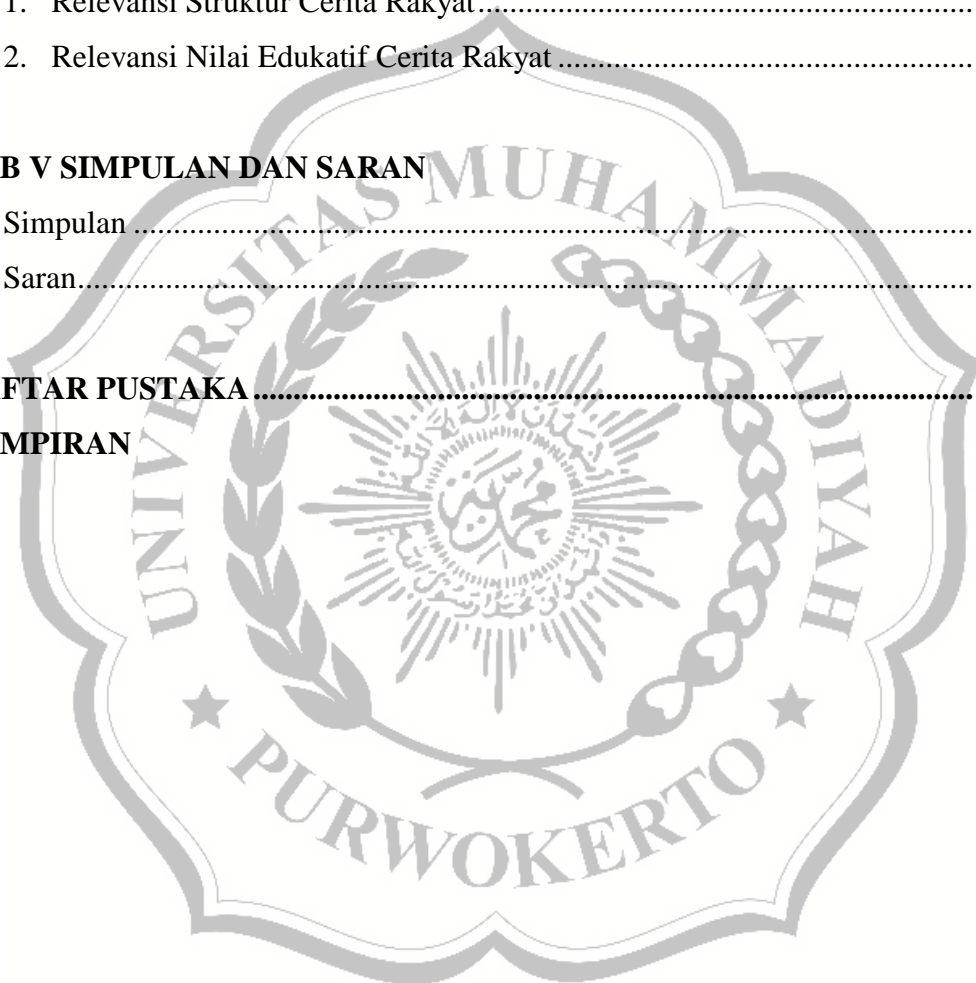 1. Relevansi Struktur Cerita Rakyat
2. Relevansi Nilai Edukatif Cerita Rakyat
B V SIMPULAN DAN SARAN
Simpulan
Saran
FTAR PUSTAKA
MPIRAN
UNIVERSITAS MUHAMMADIYAH
PURWOKERTO